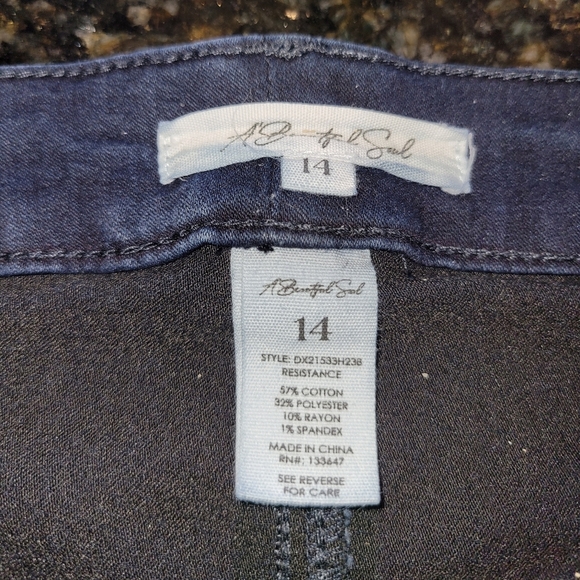 A Beautiful Soul
14
A Beautiful Soul
14
STYLE: DX21533H23B
RESISTANCE
57% COTTON
32% POLYESTER
10% RAYON
1% SPANDEX
MADE IN CHINA
RN#: 133647
SEE REVERSE
FOR CARE